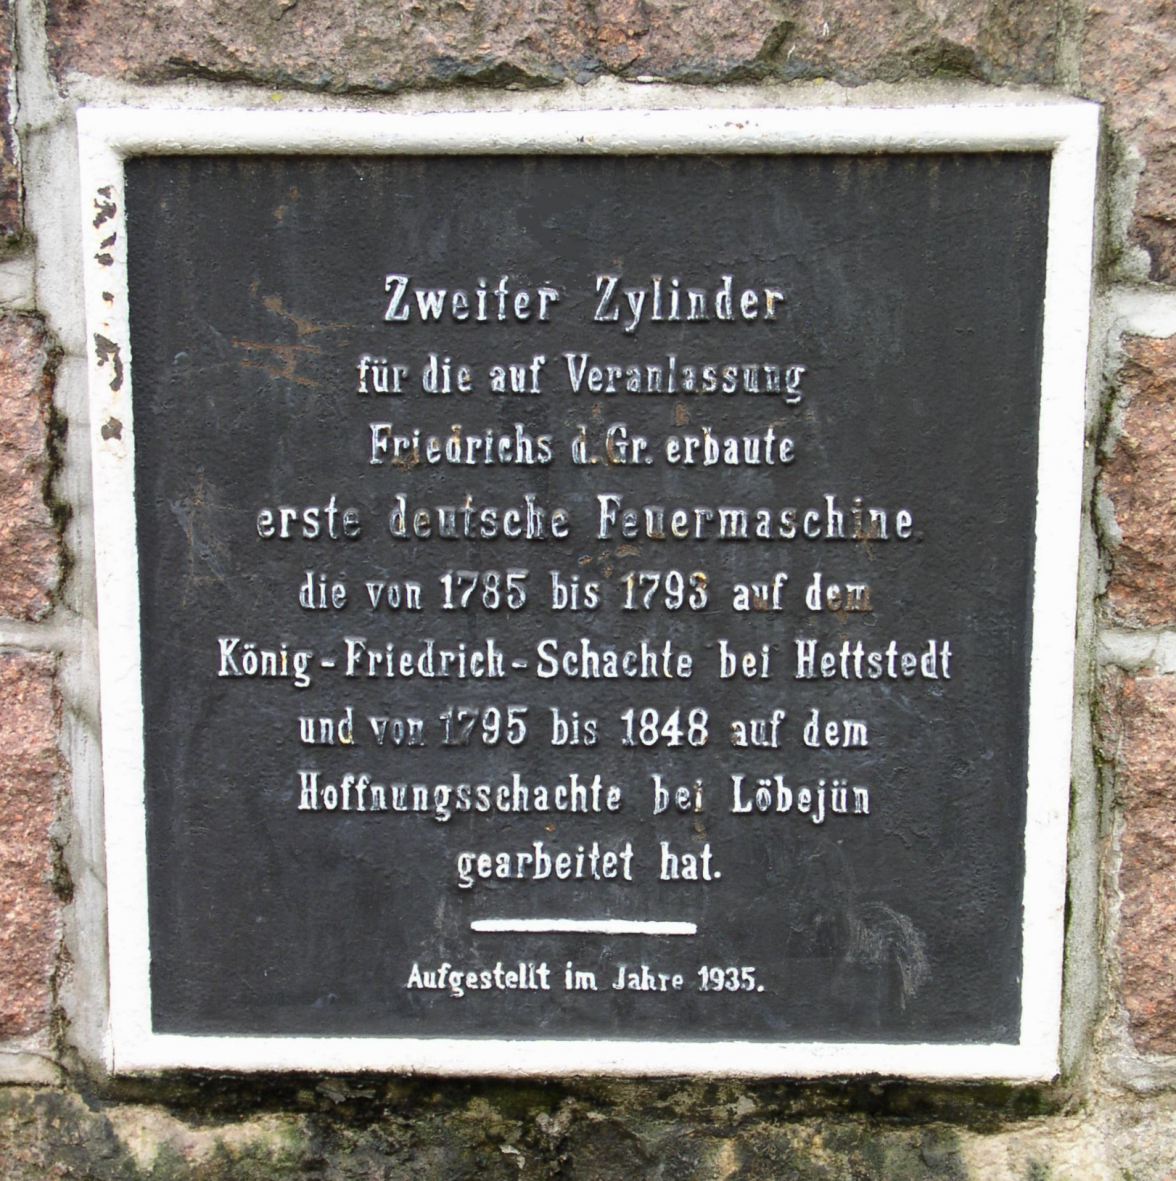 Zweiter Zylinder
für die auf Veranlassung
Friedrichs d. Gr. erbaute
erste deutsche Feuermaschine,
die von 1785 bis 1793 auf dem
König-Friedrich-Schachte bei Hettstedt
und von 1795 bis 1848 auf dem
Hoffnungsschachte bei Löbejün
gearbeitet hat.
Aufgestellt im Jahre 1935.